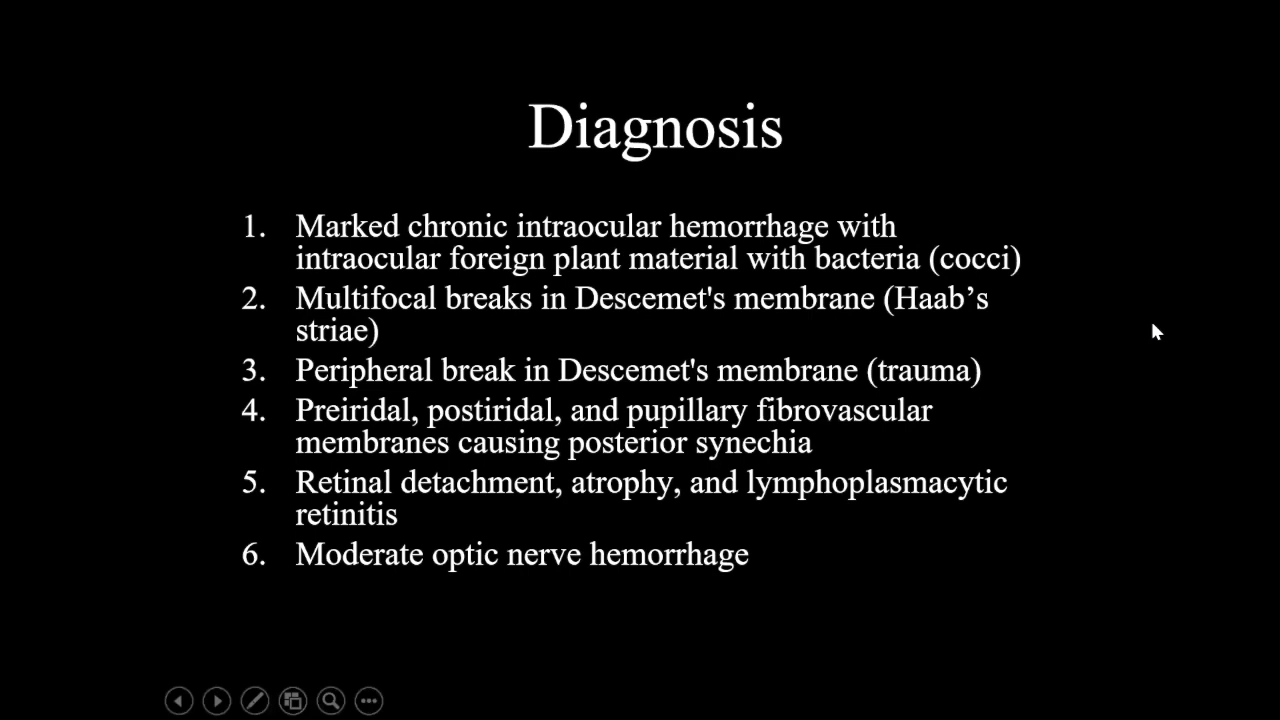 Diagnosis
1. Marked chronic intraocular hemorrhage with
intraocular foreign plant material with bacteria (cocci)
2. Multifocal breaks in Descemet's membrane (Haab’s
striae)
3. Peripheral break in Descemet's membrane (trauma)
4. Preiridal, postiridal, and pupillary fibrovascular
membranes causing posterior synechia
5. Retinal detachment, atrophy, and lymphoplasmacytic
retinitis
6. Moderate optic nerve hemorrhage